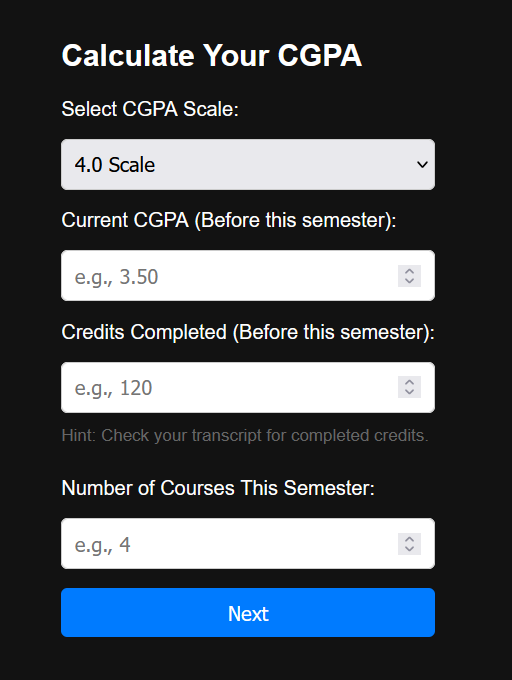 Calculate Your CGPA
Select CGPA Scale:
4.0 Scale
Current CGPA (Before this semester):
e.g., 3.50
Credits Completed (Before this semester):
e.g., 120
Hint: Check your transcript for completed credits.
Number of Courses This Semester:
e.g., 4
Next